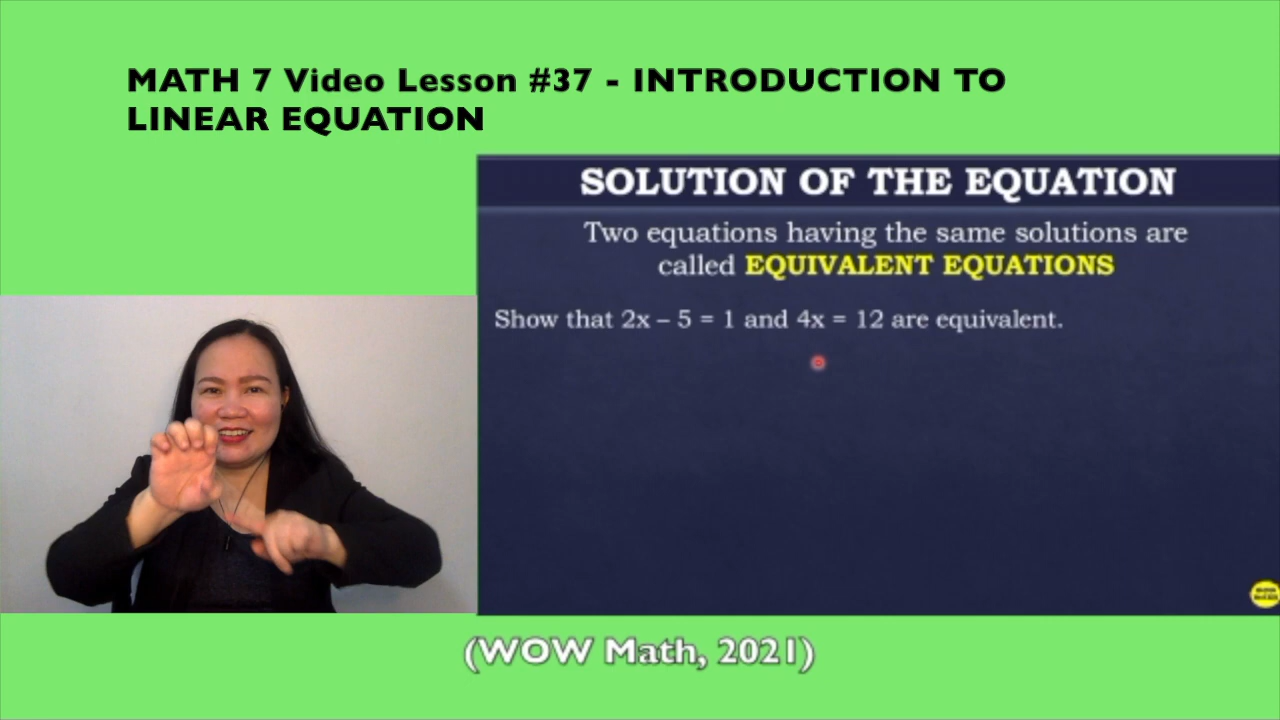 MATH 7 Video Lesson #37 - INTRODUCTION TO
LINEAR EQUATION
SOLUTION OF THE EQUATION
Two equations having the same solutions are
called EQUIVALENT EQUATIONS
Show that 2x – 5 = 1 and 4x = 12 are equivalent.
(WOW Math, 2021)